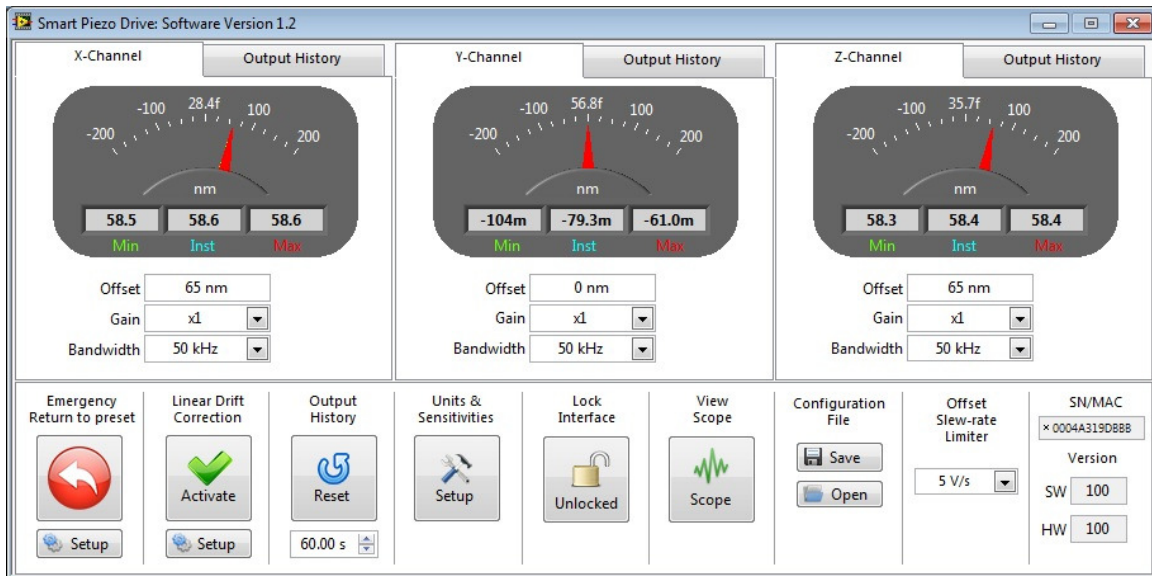 Smart Piezo Drive: Software Version 1.2
X-Channel Output History
-200 -100 28.4f 100 200
nm
58.5 58.6 58.6
Min Inst Max
Offset 65 nm
Gain x1
Bandwidth 50 kHz
Y-Channel Output History
-200 -100 56.8f 100 200
nm
-104m -79.3m -61.0m
Min Inst Max
Offset 0 nm
Gain x1
Bandwidth 50 kHz
Z-Channel Output History
-200 -100 35.7f 100 200
nm
58.3 58.4 58.4
Min Inst Max
Offset 65 nm
Gain x1
Bandwidth 50 kHz
Emergency
Return to preset
Setup
Linear Drift
Correction
Activate
Setup
Output
History
Reset
60.00 s
Units &
Sensitivities
Setup
Lock
Interface
Unlocked
View
Scope
Scope
Configuration
File
Save
Open
Offset
Slew-rate
Limiter
5 V/s
SN/MAC
× 0004A319DBBB
Version
SW 100
HW 100